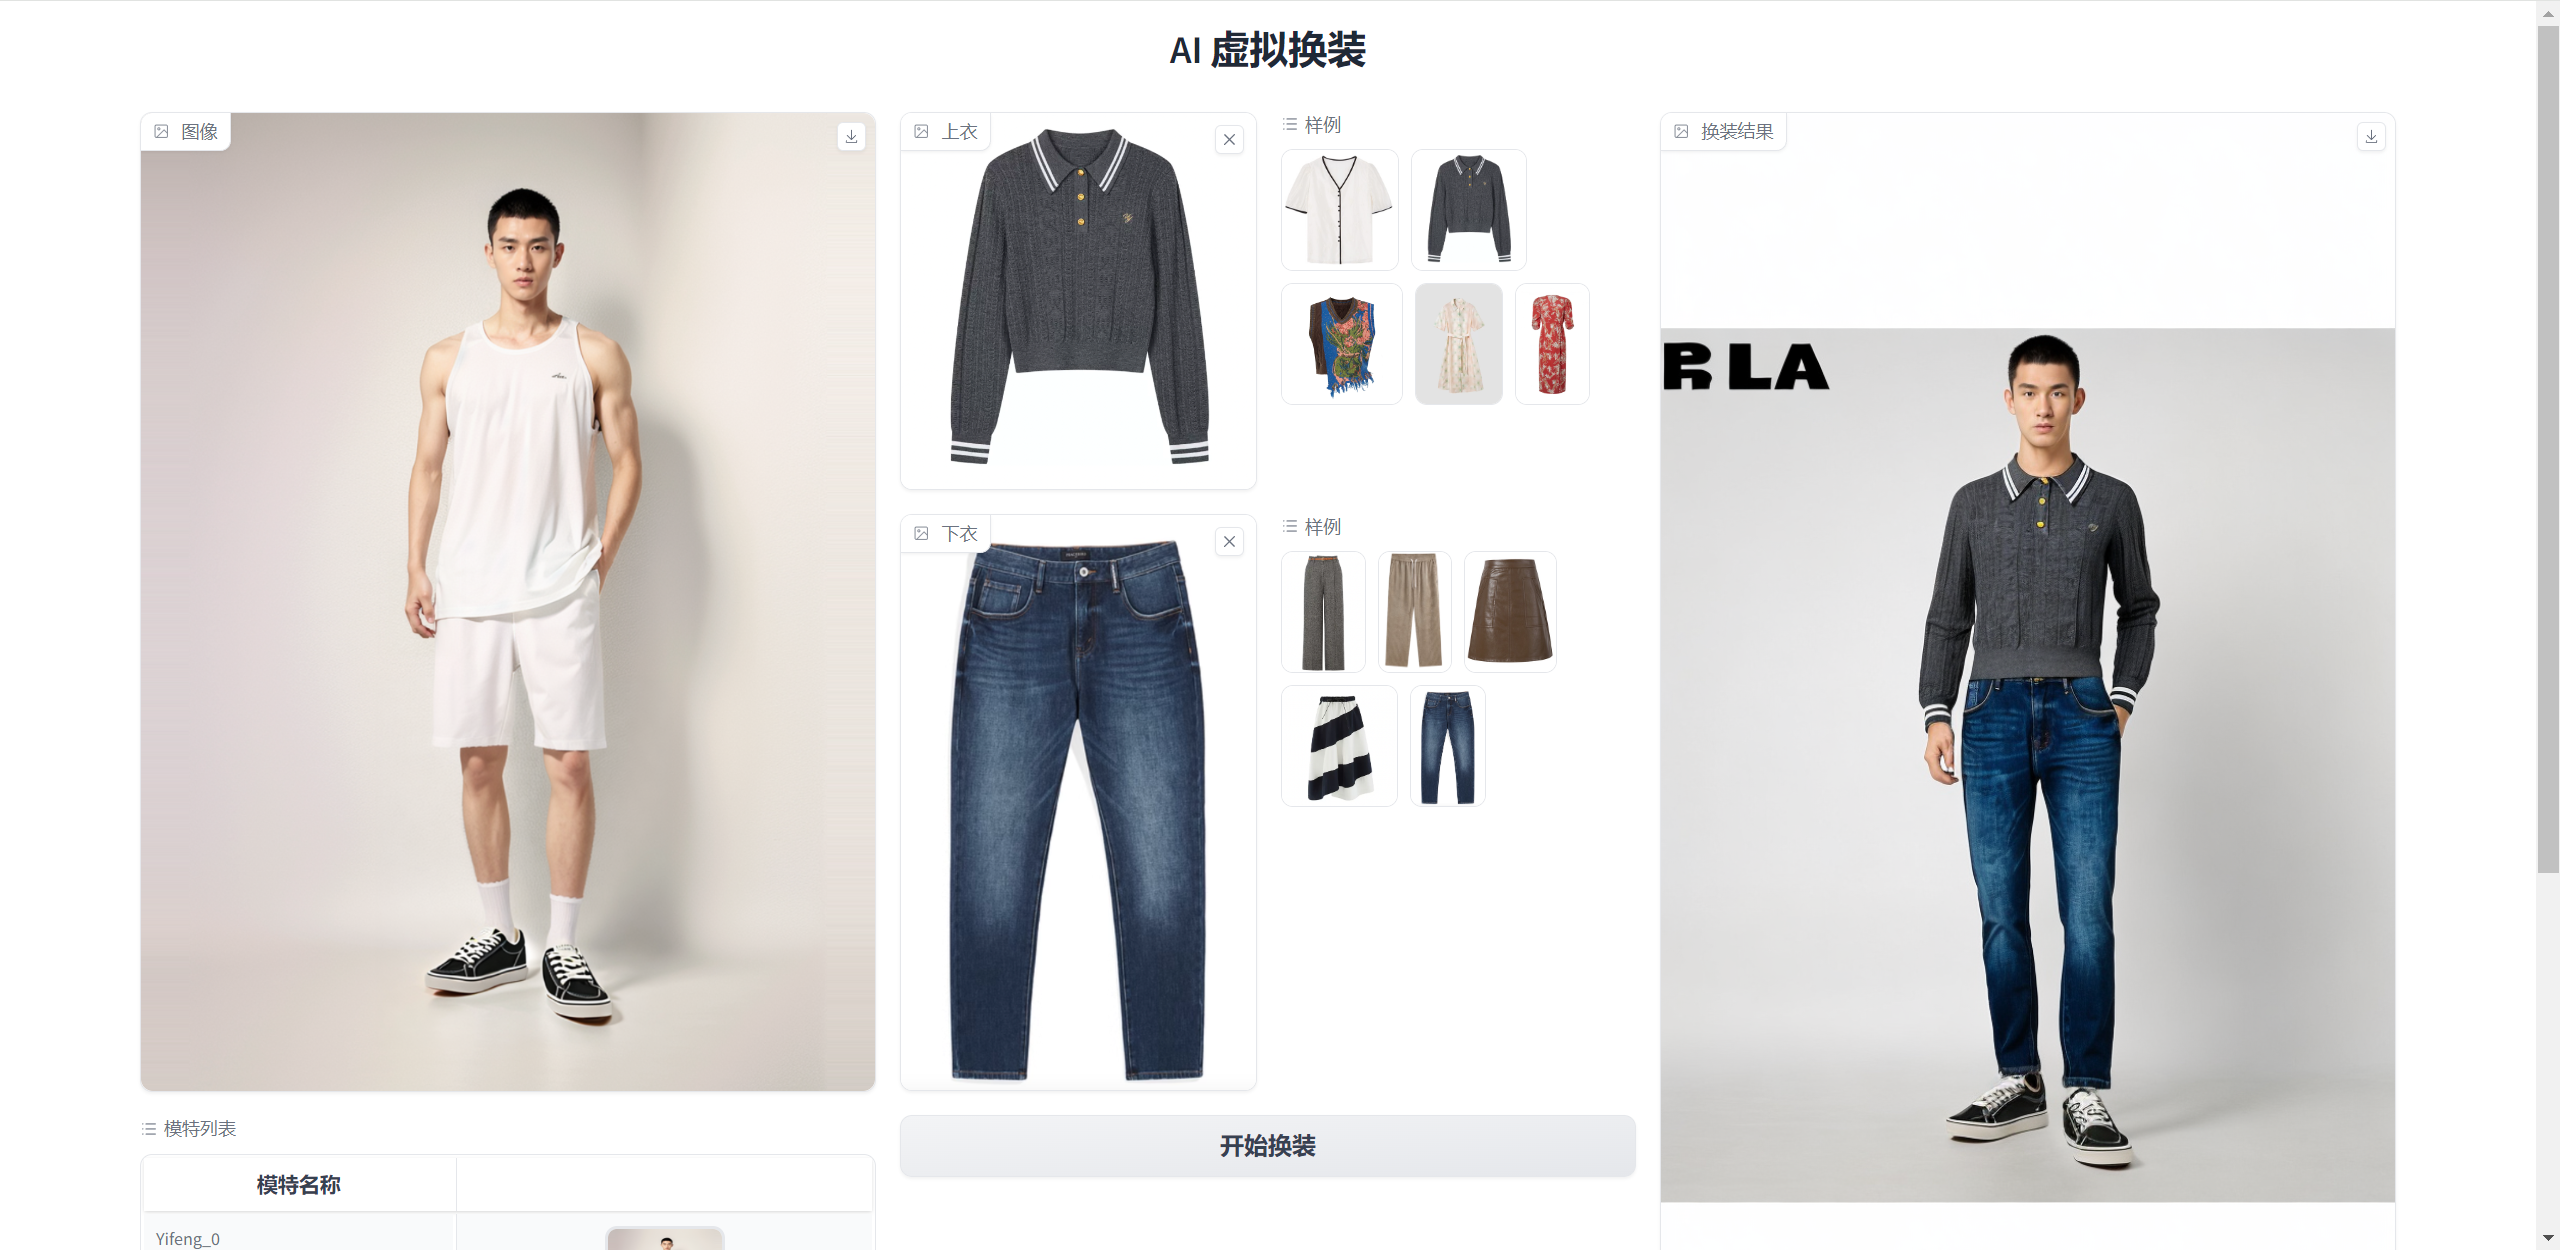 AI 虚拟换装
图像
上衣
样例
换装结果
R LA
下衣
样例
模特列表
开始换装
模特名称
Yifeng_0